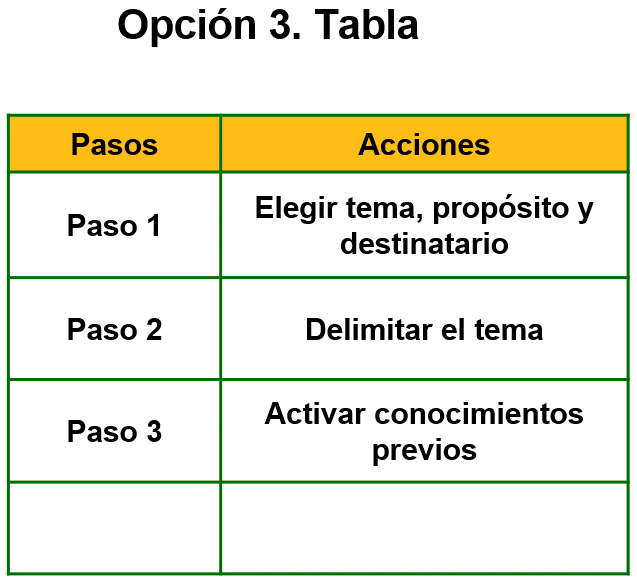 Opción 3. Tabla
Pasos Acciones
Paso 1 Elegir tema, propósito y
destinatario
Paso 2 Delimitar el tema
Paso 3 Activar conocimientos
previos